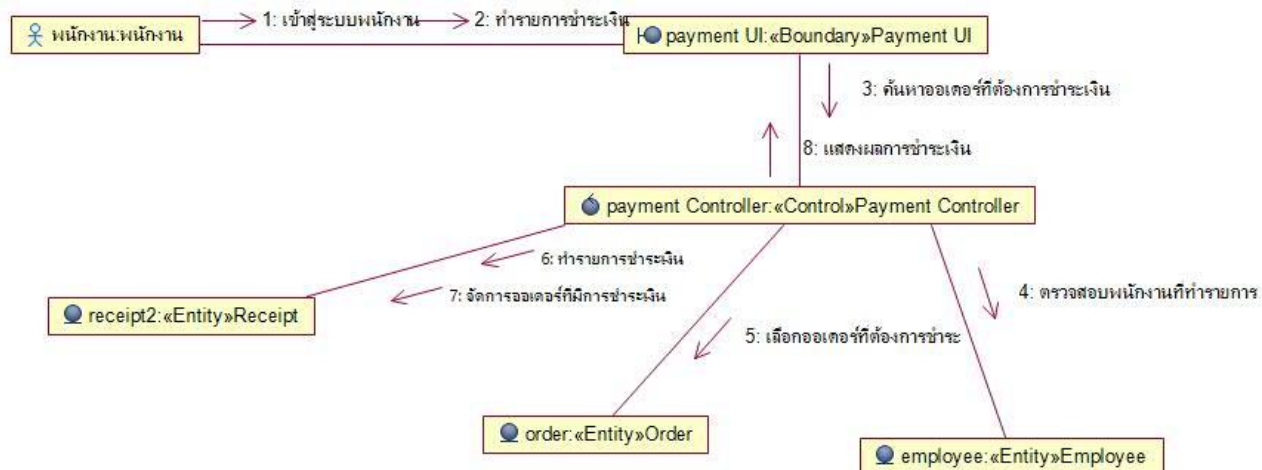 1: เข้าสู่ระบบพนักงาน
2: ทำรายการชำระเงิน
พนักงาน:พนักงาน
payment UI:«Boundary»Payment UI
3: ค้นหาออเดอร์ที่ต้องการชำระเงิน
8: แสดงผลการชำระเงิน
payment Controller:«Control»Payment Controller
6: ทำรายการชำระเงิน
7: จัดการออเดอร์ที่มีการชำระเงิน
4: ตรวจสอบพนักงานที่ทำรายการ
receipt2:«Entity»Receipt
5: เลือกออเดอร์ที่ต้องการชำระ
order:«Entity»Order
employee:«Entity»Employee